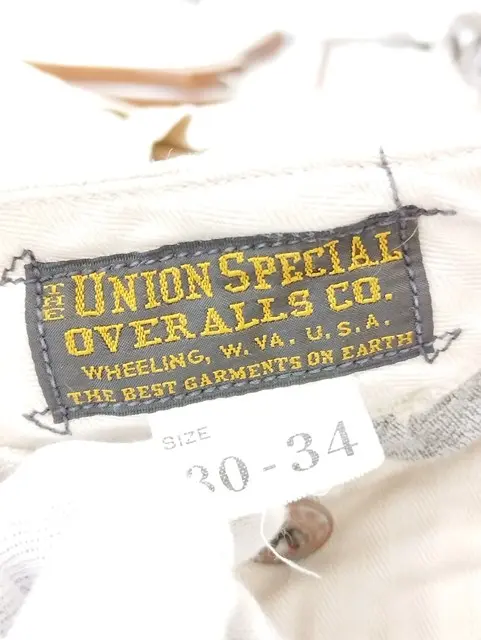 THE UNION SPECIAL
OVERALLS CO.
WHEELING, W. VA. U.S.A.
THE BEST GARMENTS ON EARTH
SIZE
30-34